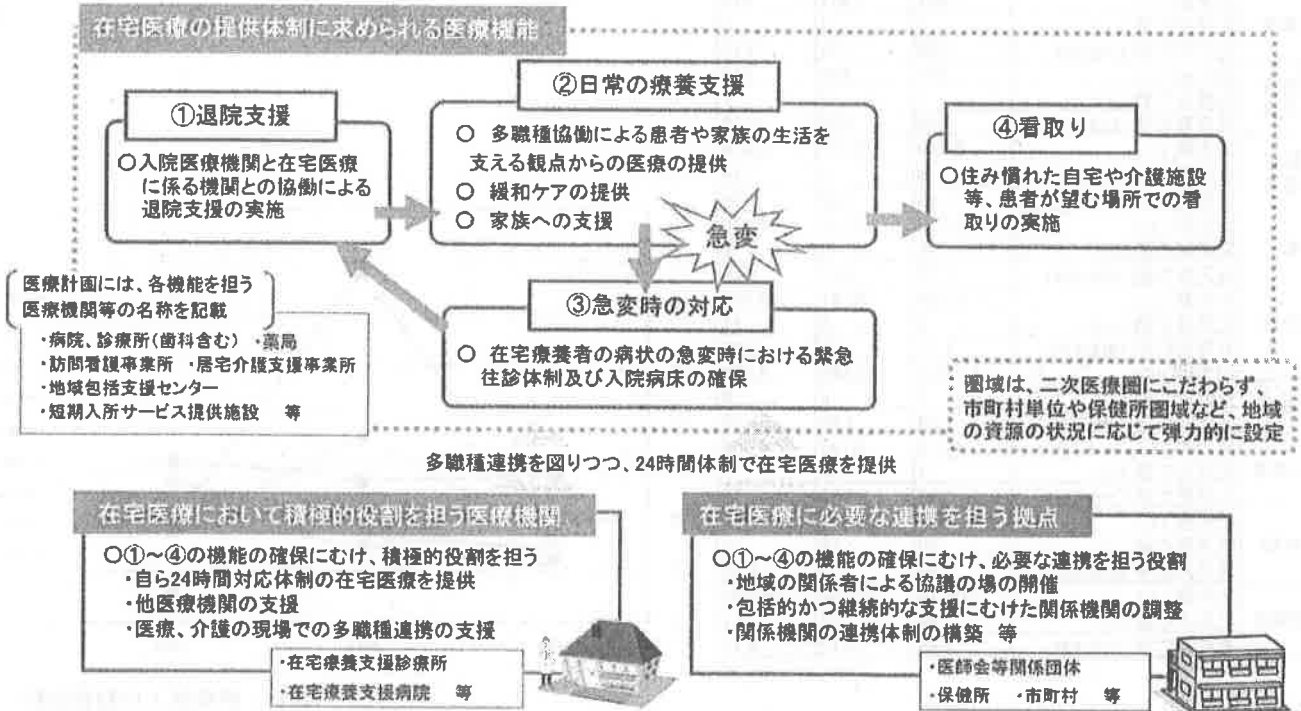 在宅医療の提供体制に求められる医療機能
①退院支援
○入院医療機関と在宅医療
に係る機関との協働による
退院支援の実施
②日常の療養支援
○ 多職種協働による患者や家族の生活を
支える観点からの医療の提供
○ 緩和ケアの提供
○ 家族への支援
急変
④看取り
○住み慣れた自宅や介護施設
等、患者が望む場所での看
取りの実施
③急変時の対応
○ 在宅療養者の病状の急変時における緊急
往診体制及び入院病床の確保
医療計画には、各機能を担う
医療機関等の名称を記載
・病院、診療所(歯科含む) ・薬局
・訪問看護事業所 ・居宅介護支援事業所
・地域包括支援センター
・短期入所サービス提供施設 等
圏域は、二次医療圏にこだわらず、
市町村単位や保健所圏域など、地域
の資源の状況に応じて弾力的に設定
多職種連携を図りつつ、24時間体制で在宅医療を提供
在宅医療において積極的役割を担う医療機関
○①～④の機能の確保にむけ、積極的役割を担う
・自ら24時間対応体制の在宅医療を提供
・他医療機関の支援
・医療、介護の現場での多職種連携の支援
・在宅療養支援診療所
・在宅療養支援病院 等
在宅医療に必要な連携を担う拠点
○①～④の機能の確保にむけ、必要な連携を担う役割
・地域の関係者による協議の場の開催
・包括的かつ継続的な支援にむけた関係機関の調整
・関係機関の連携体制の構築 等
・医師会等関係団体
・保健所 ・市町村 等